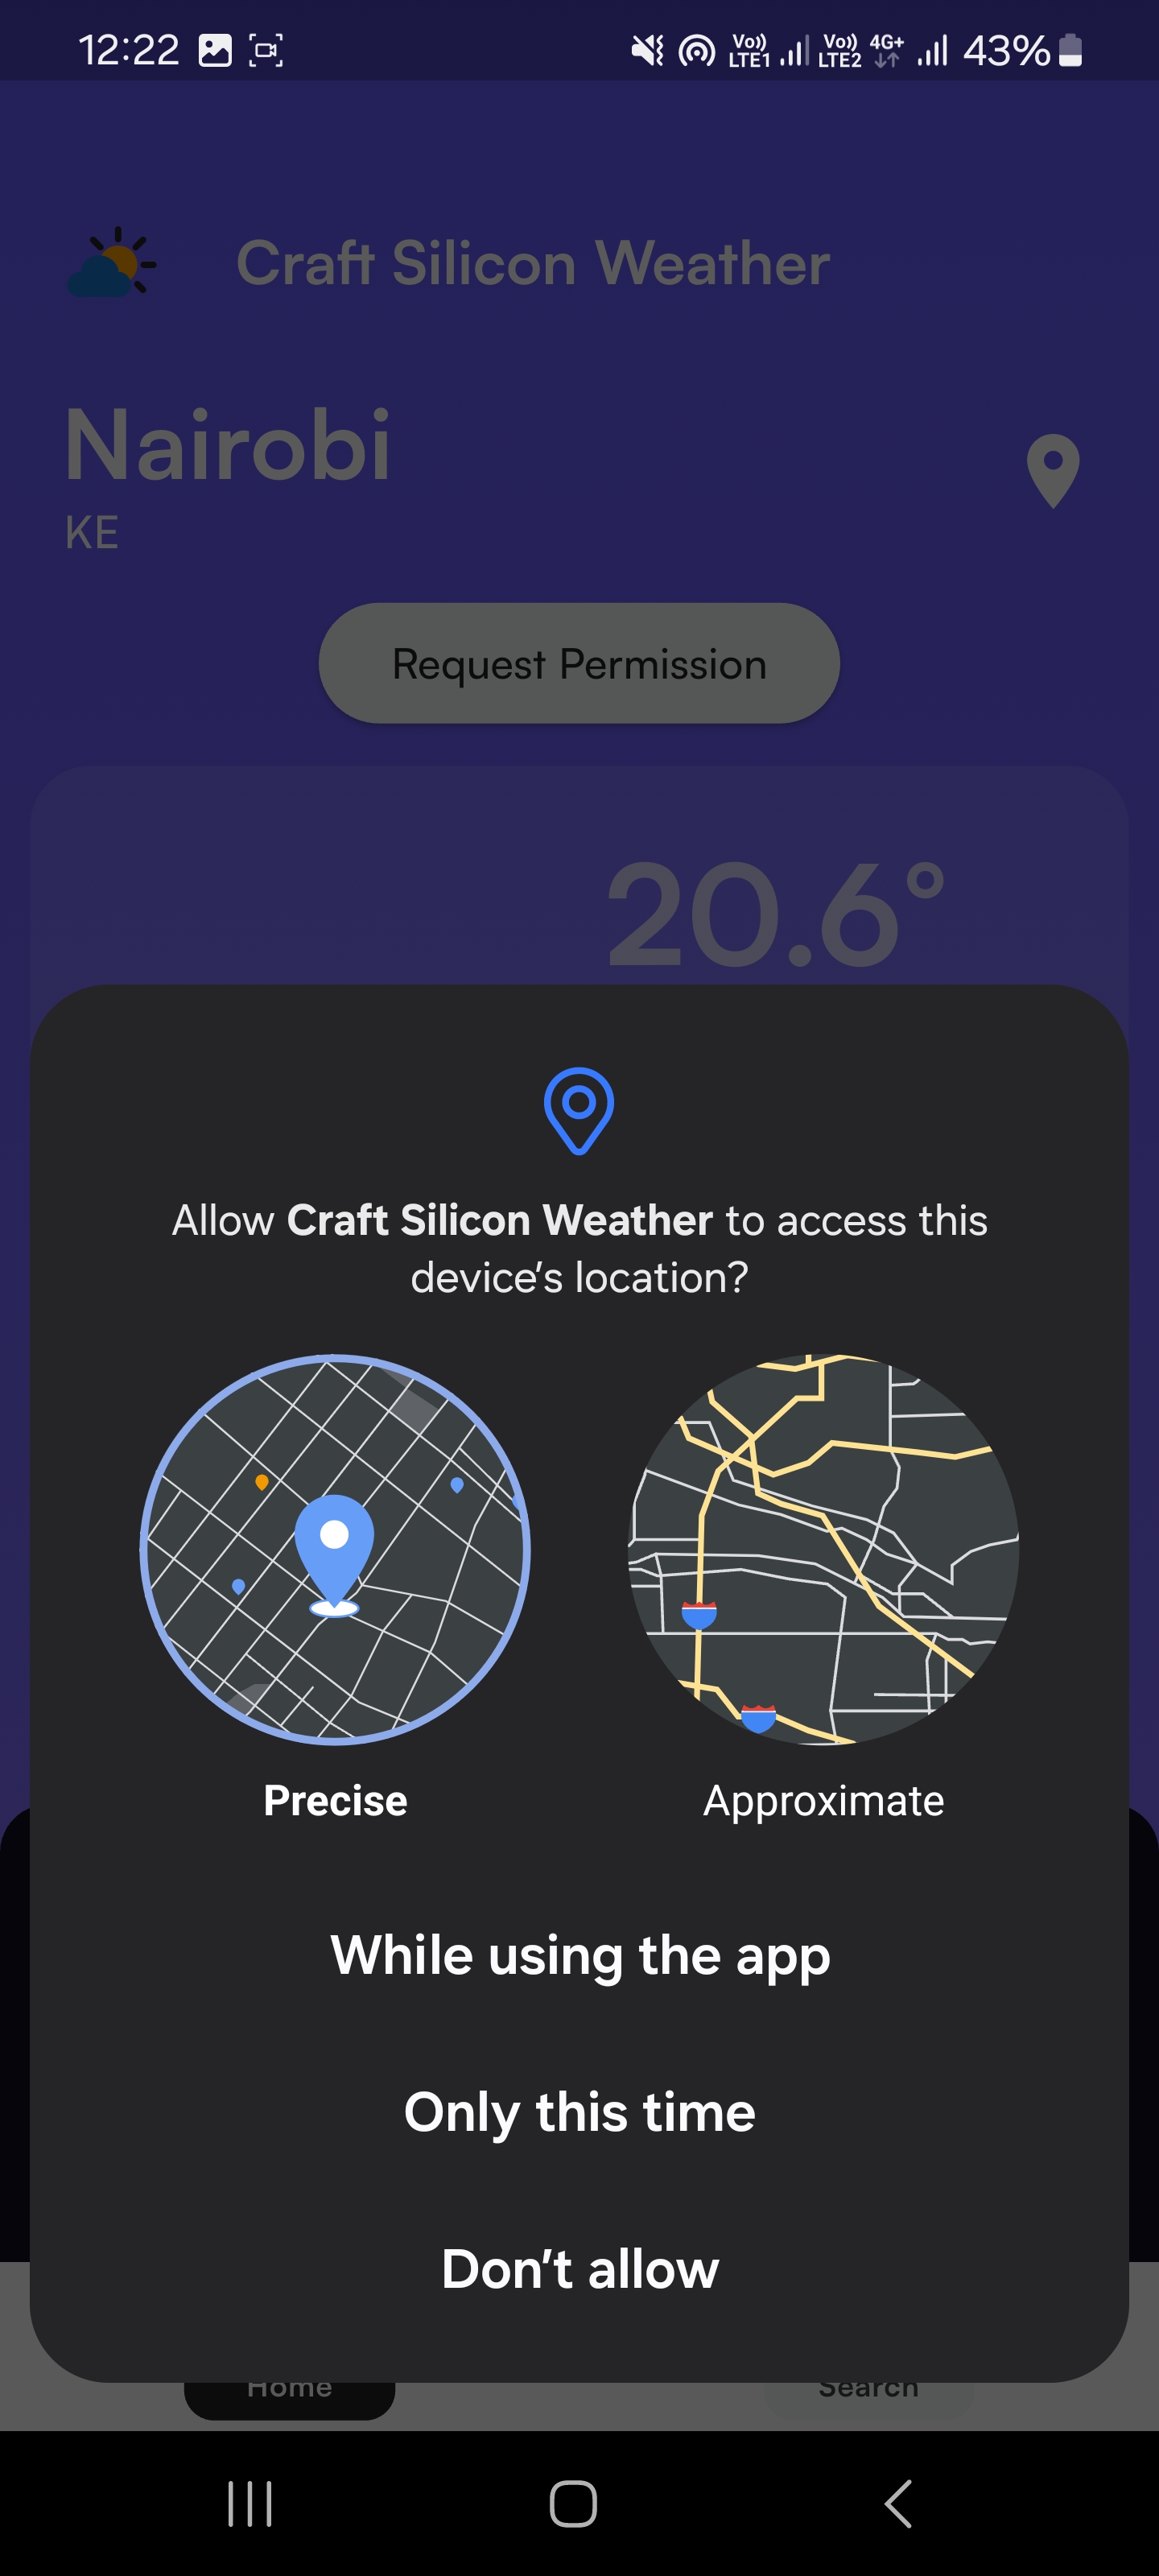 12:22 Vo)) LTE1 Vo)) LTE2 4G+ 43%
Craft Silicon Weather
Nairobi
KE
Request Permission
20.6°
Allow Craft Silicon Weather to access this
device’s location?
Precise Approximate
While using the app
Only this time
Don’t allow
Home Search